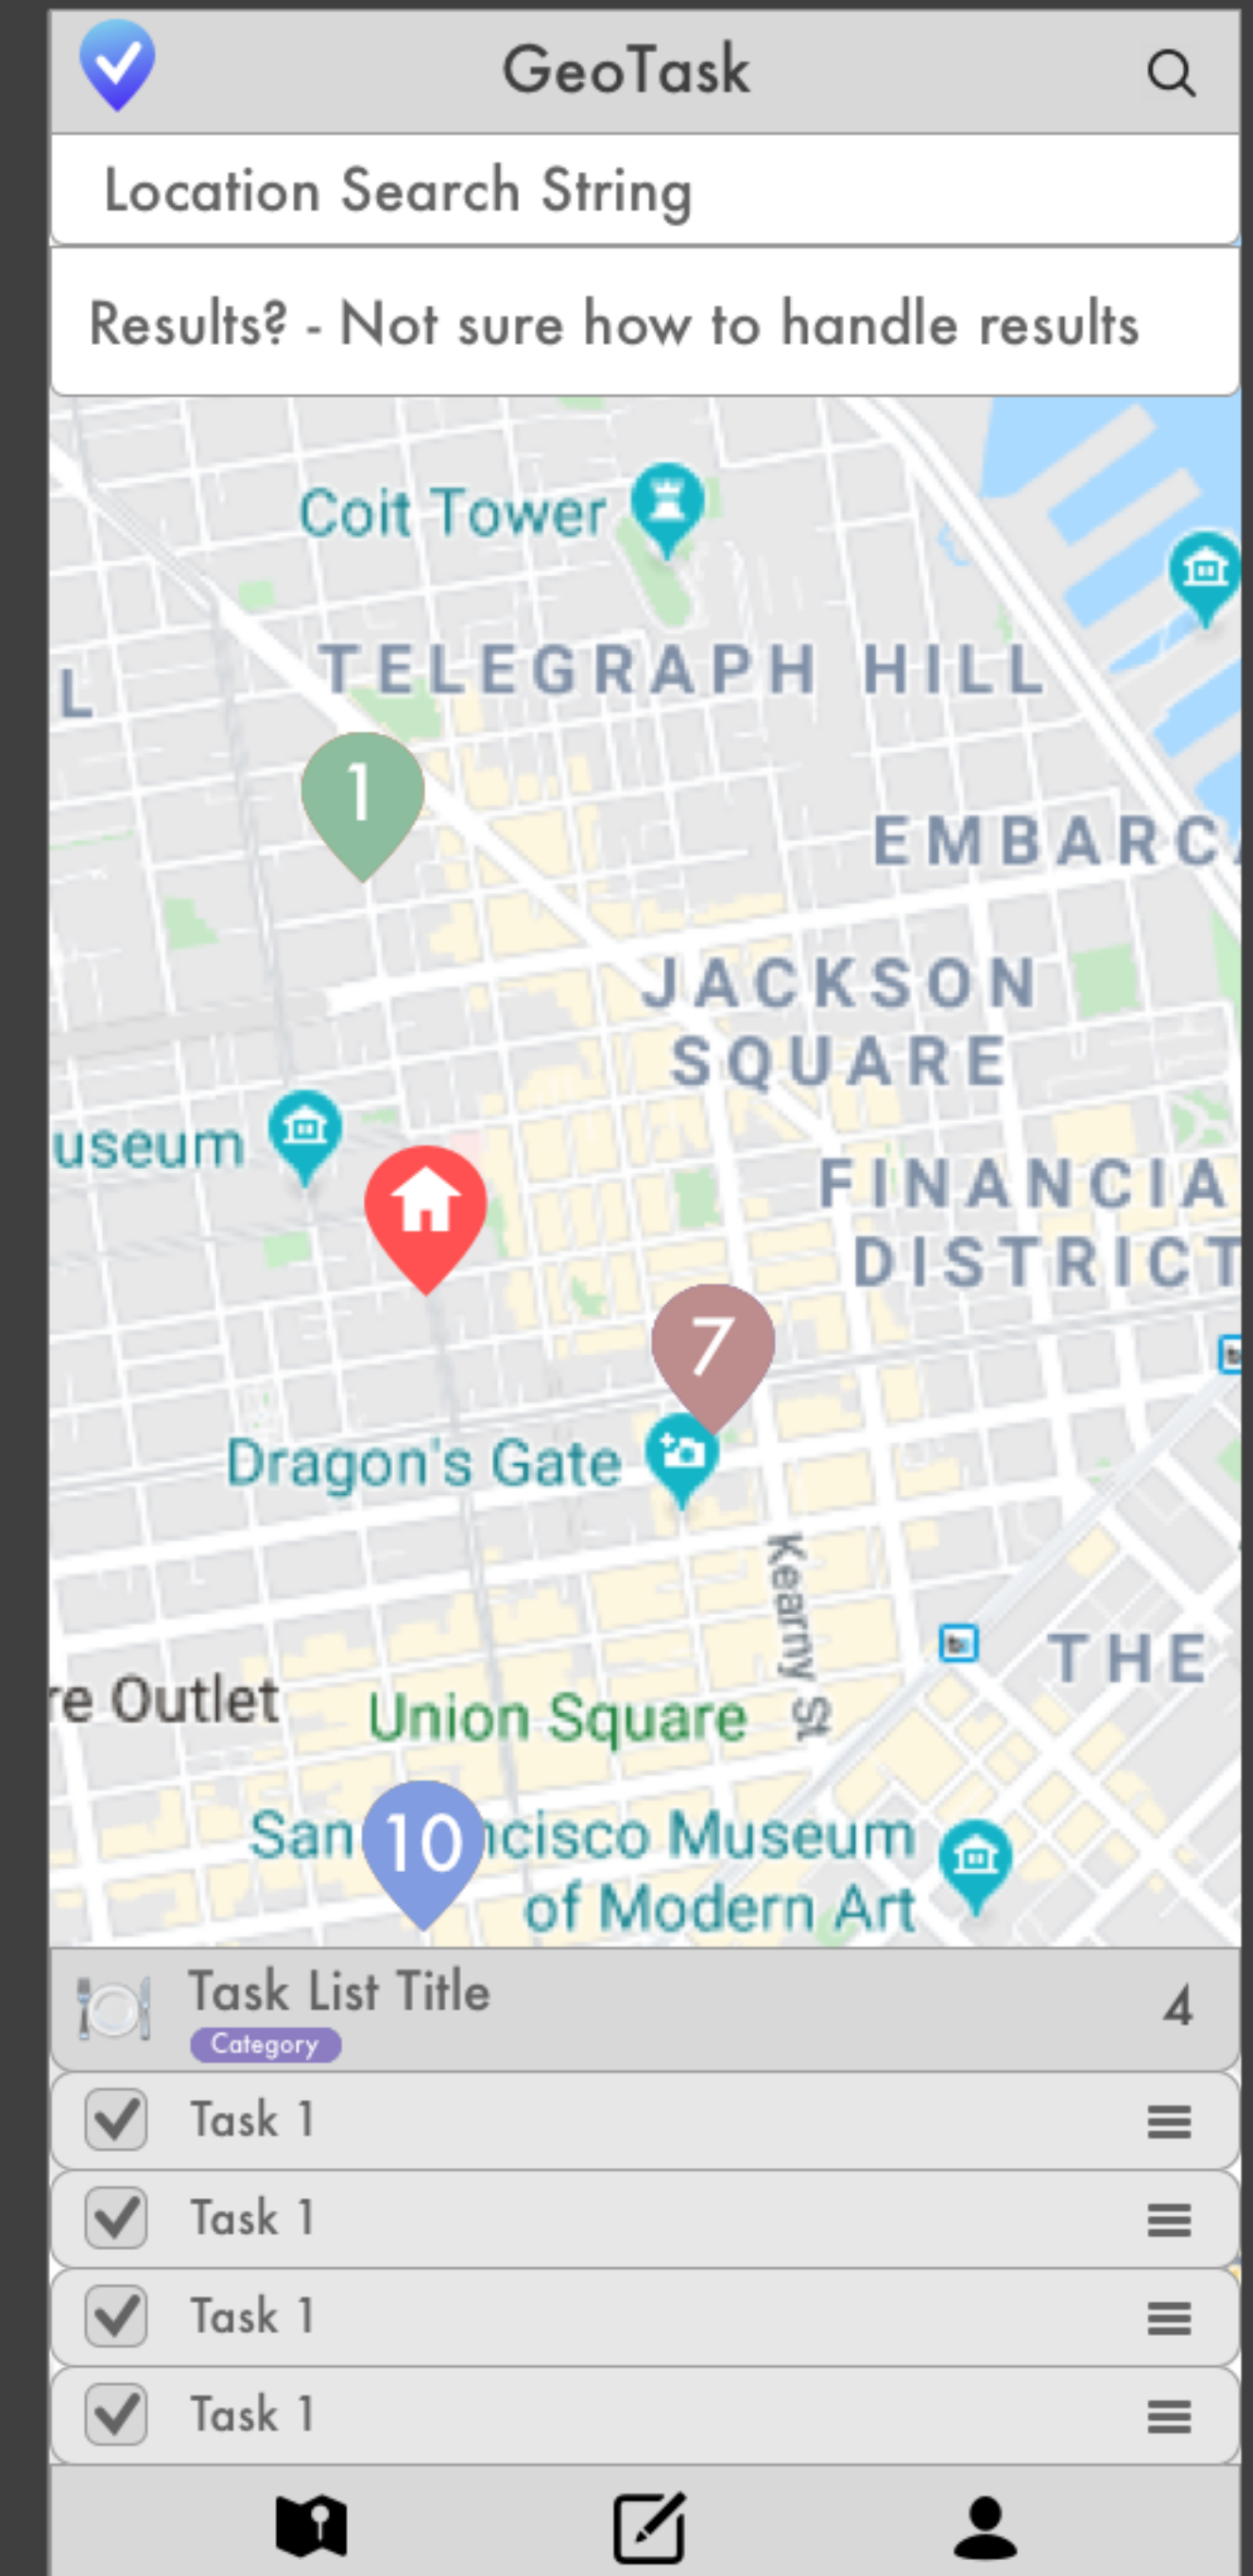 GeoTask
Location Search String
Results? - Not sure how to handle results
Coit Tower
TELEGRAPH HILL
L
1
EMBARC
JACKSON
SQUARE
useum
FINANCIA
DISTRICT
7
Dragon's Gate
Kearny St
THE
re Outlet
Union Square
10
San ncisco Museum
of Modern Art
Task List Title
4
Category
Task 1
Task 1
Task 1
Task 1